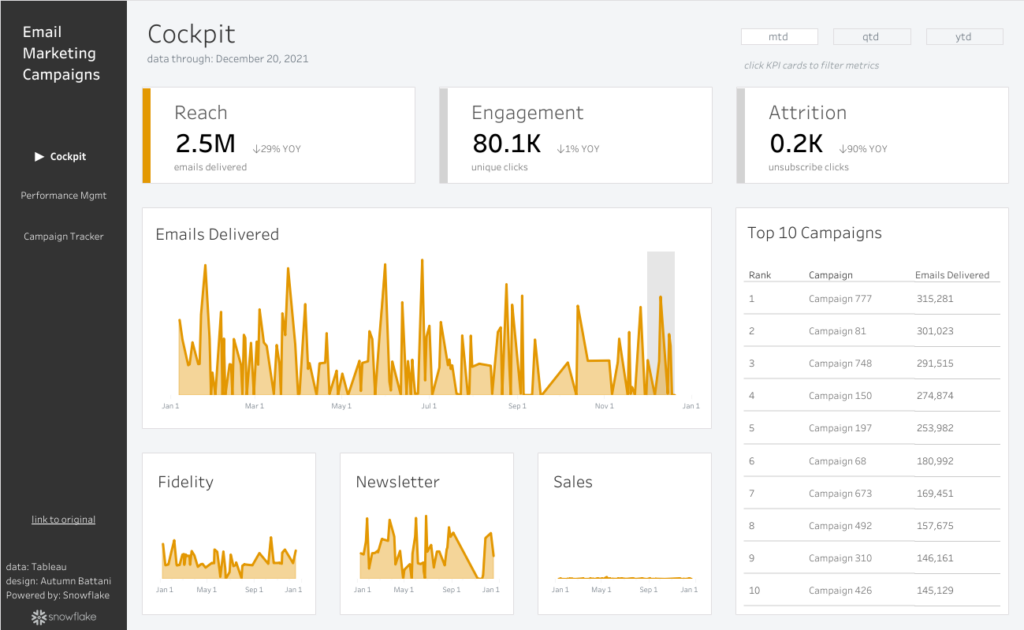 Email
Marketing
Campaigns
▶ Cockpit
Performance Mgmt
Campaign Tracker
link to original
data: Tableau
design: Autumn Battani
Powered by: Snowflake
snowflake
Cockpit
data through: December 20, 2021
mtd qtd ytd
click KPI cards to filter metrics
Reach
2.5M ↓29% YOY
emails delivered
Engagement
80.1K ↓1% YOY
unique clicks
Attrition
0.2K ↓90% YOY
unsubscribe clicks
Emails Delivered
Jan 1 Mar 1 May 1 Jul 1 Sep 1 Nov 1 Jan 1
Fidelity
Jan 1 May 1 Sep 1 Jan 1
Newsletter
Jan 1 May 1 Sep 1 Jan 1
Sales
Jan 1 May 1 Sep 1 Jan 1
Top 10 Campaigns
Rank Campaign Emails Delivered
1 Campaign 777 315,281
2 Campaign 81 301,023
3 Campaign 748 291,515
4 Campaign 150 274,874
5 Campaign 197 253,982
6 Campaign 68 180,992
7 Campaign 673 169,451
8 Campaign 492 157,675
9 Campaign 310 146,161
10 Campaign 426 145,129